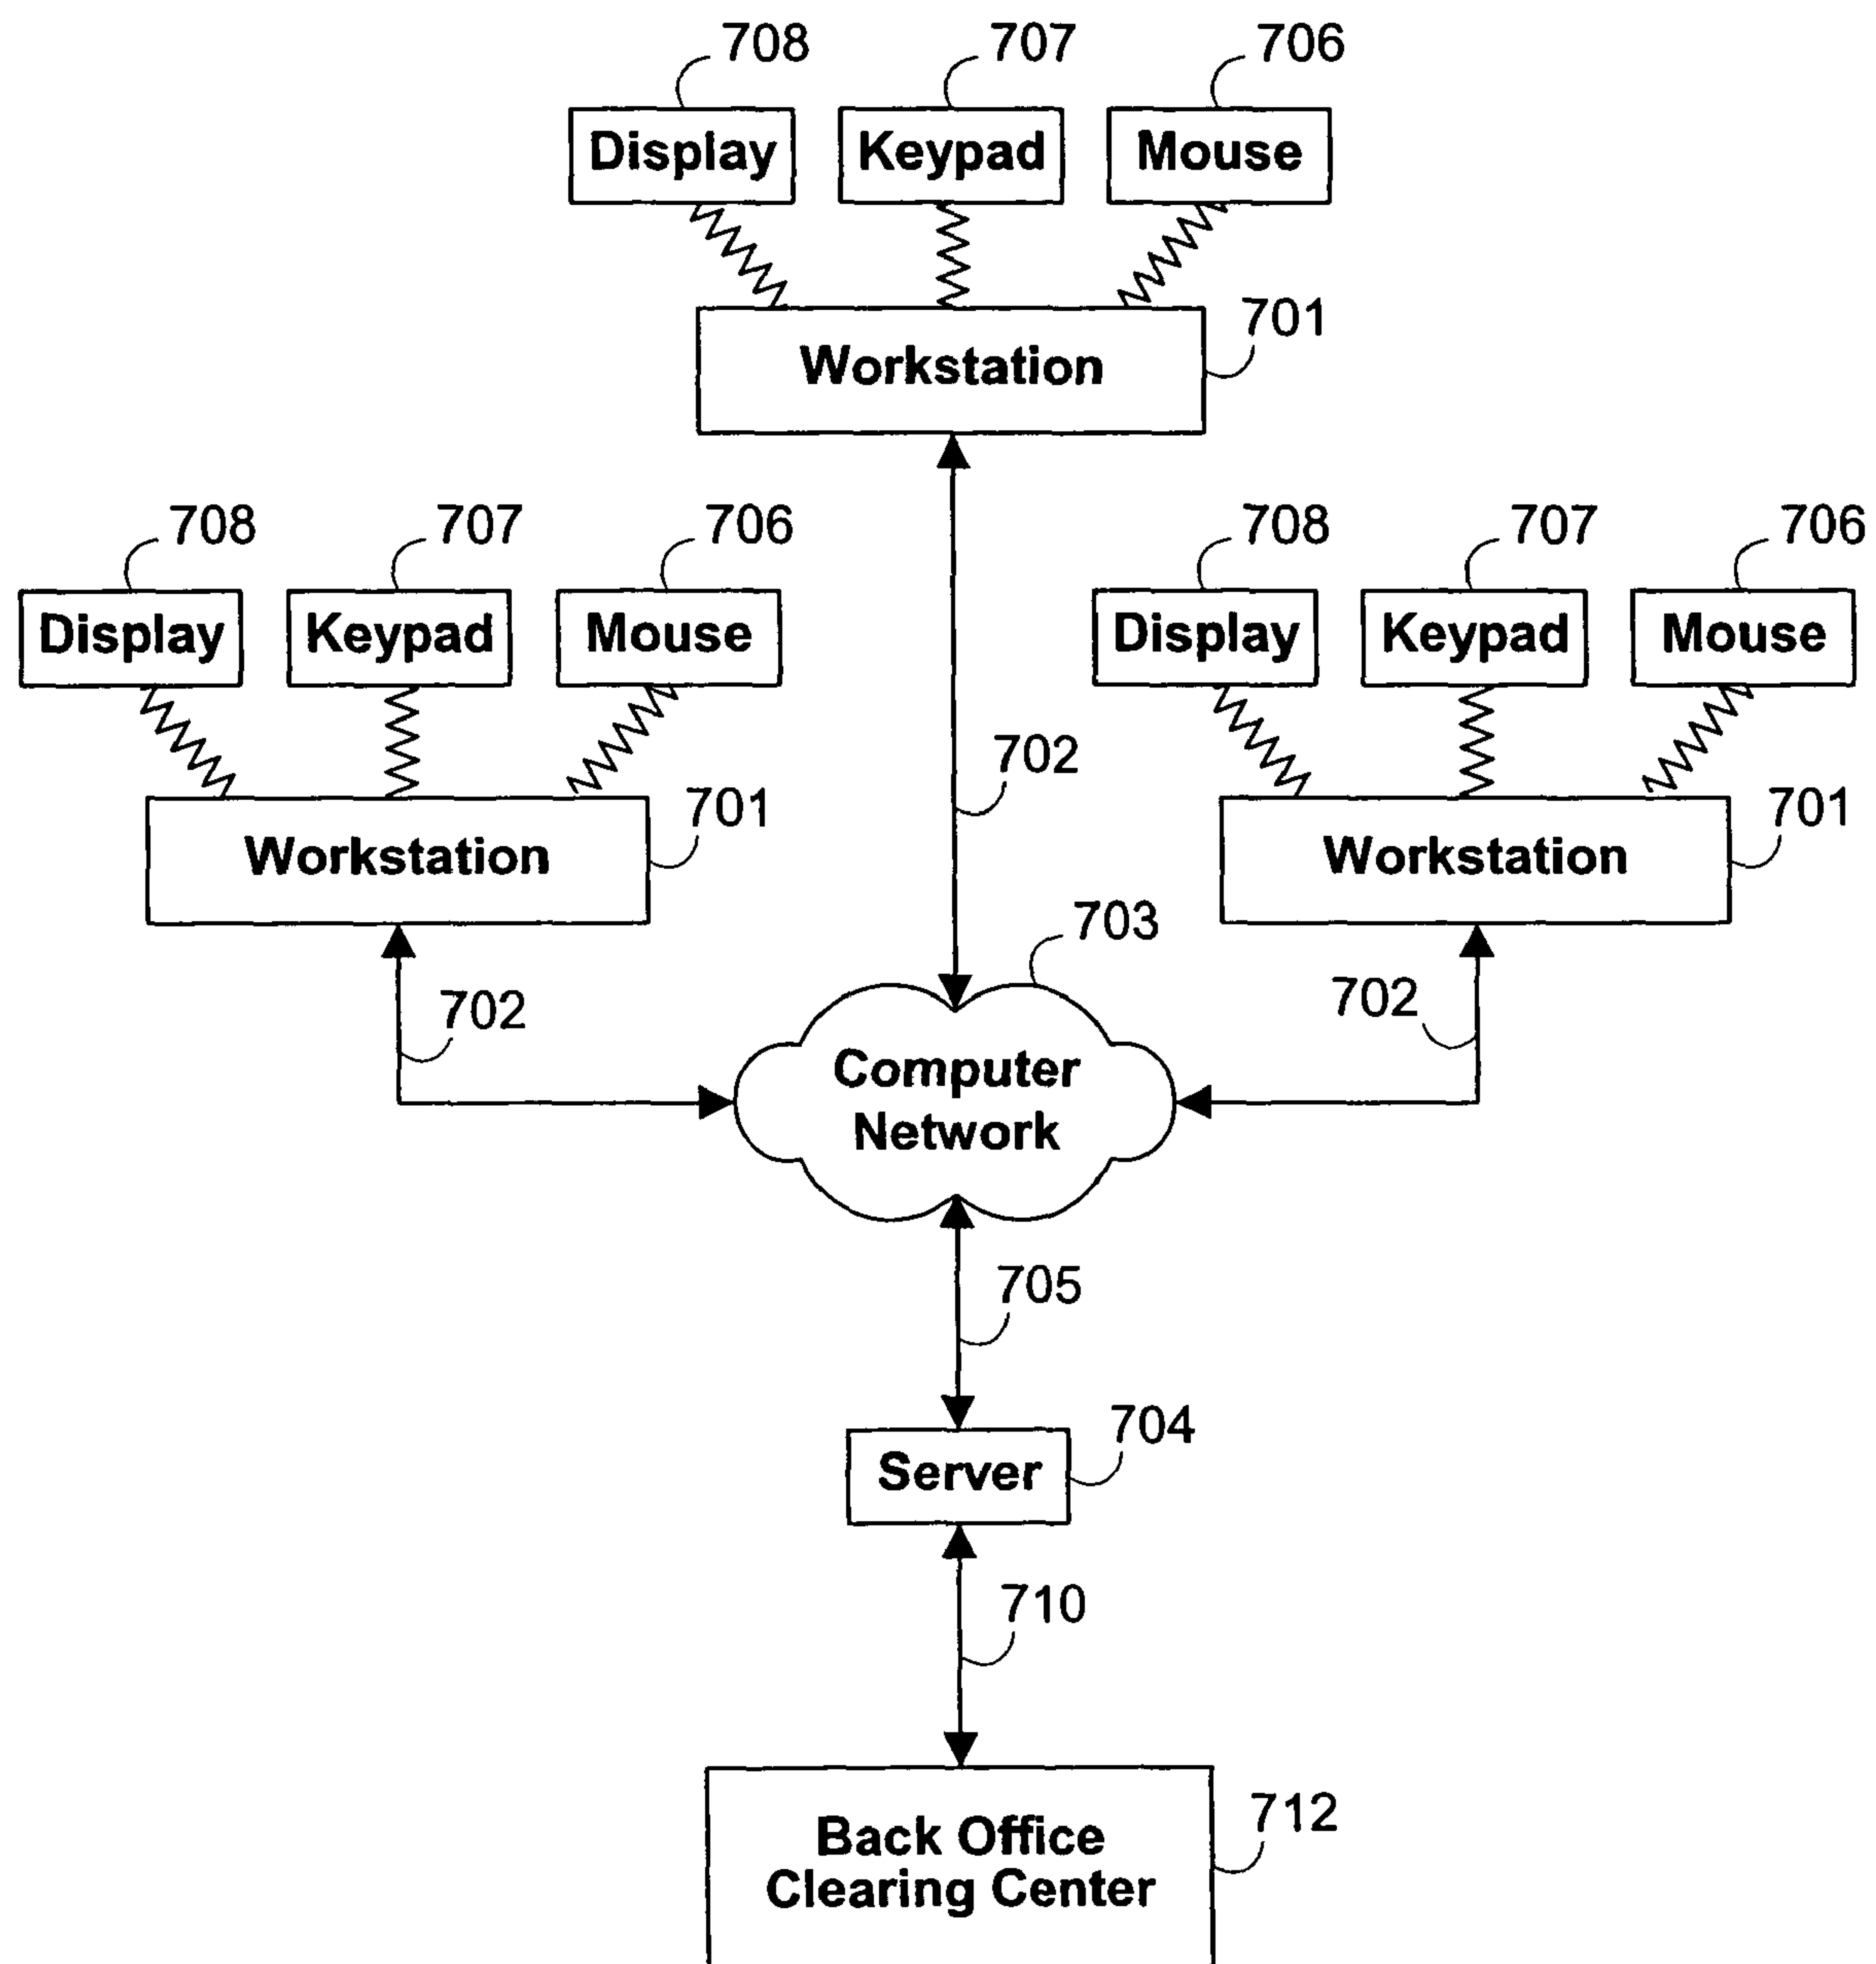 708 707 706
Display Keypad Mouse
701
Workstation
708 707 706 708 707 706
Display Keypad Mouse Display Keypad Mouse
702
701 701
Workstation Workstation
703
702 702
Computer
Network
705
704
Server
710
712
Back Office
Clearing Center